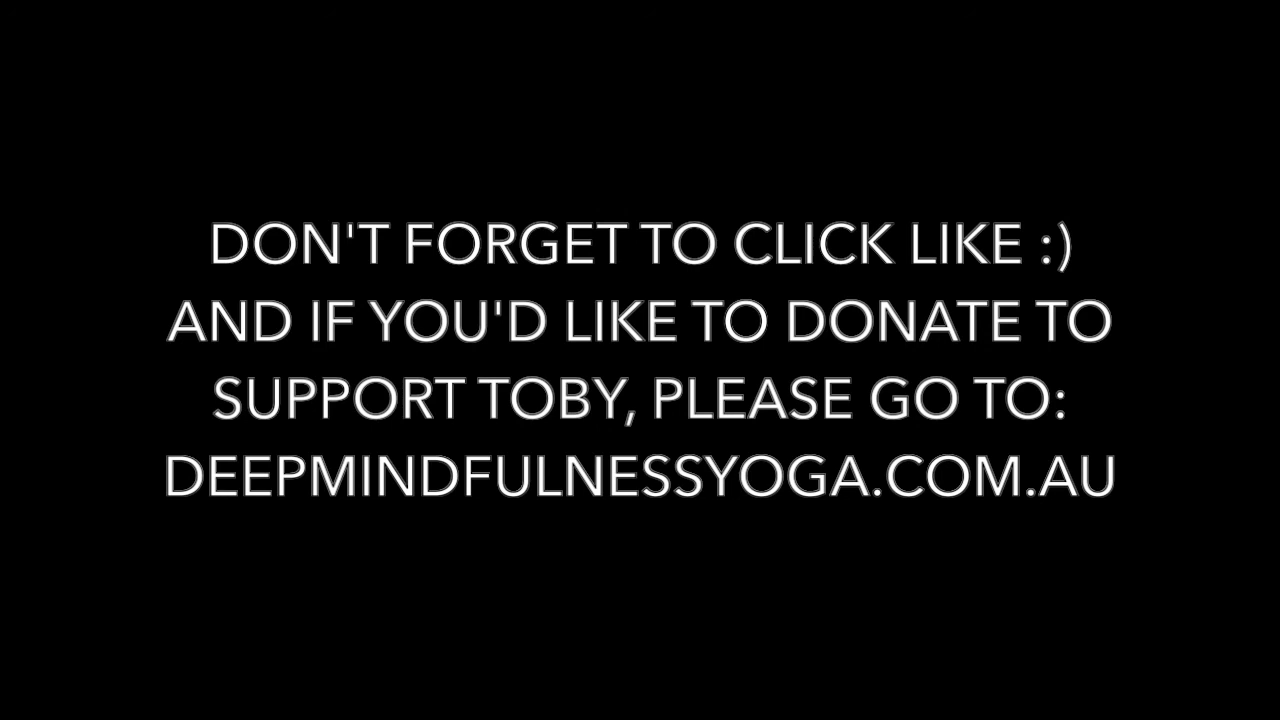 DON'T FORGET TO CLICK LIKE :)
AND IF YOU'D LIKE TO DONATE TO
SUPPORT TOBY, PLEASE GO TO:
DEEPMINDFULNESSYOGA.COM.AU